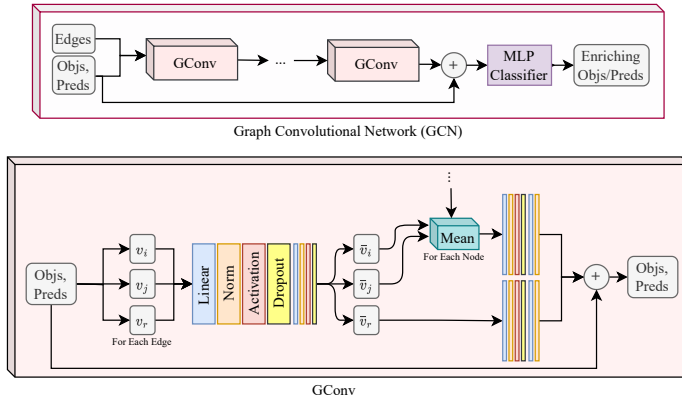 Edges
Objs,
Preds
GConv
...
GConv
+
MLP
Classifier
Enriching
Objs/Preds
Graph Convolutional Network (GCN)
Objs,
Preds
v_i
v_j
v_r
For Each Edge
Linear
Norm
Activation
Dropout
v̄_i
v̄_j
v̄_r
...
Mean
For Each Node
+
Objs,
Preds
GConv